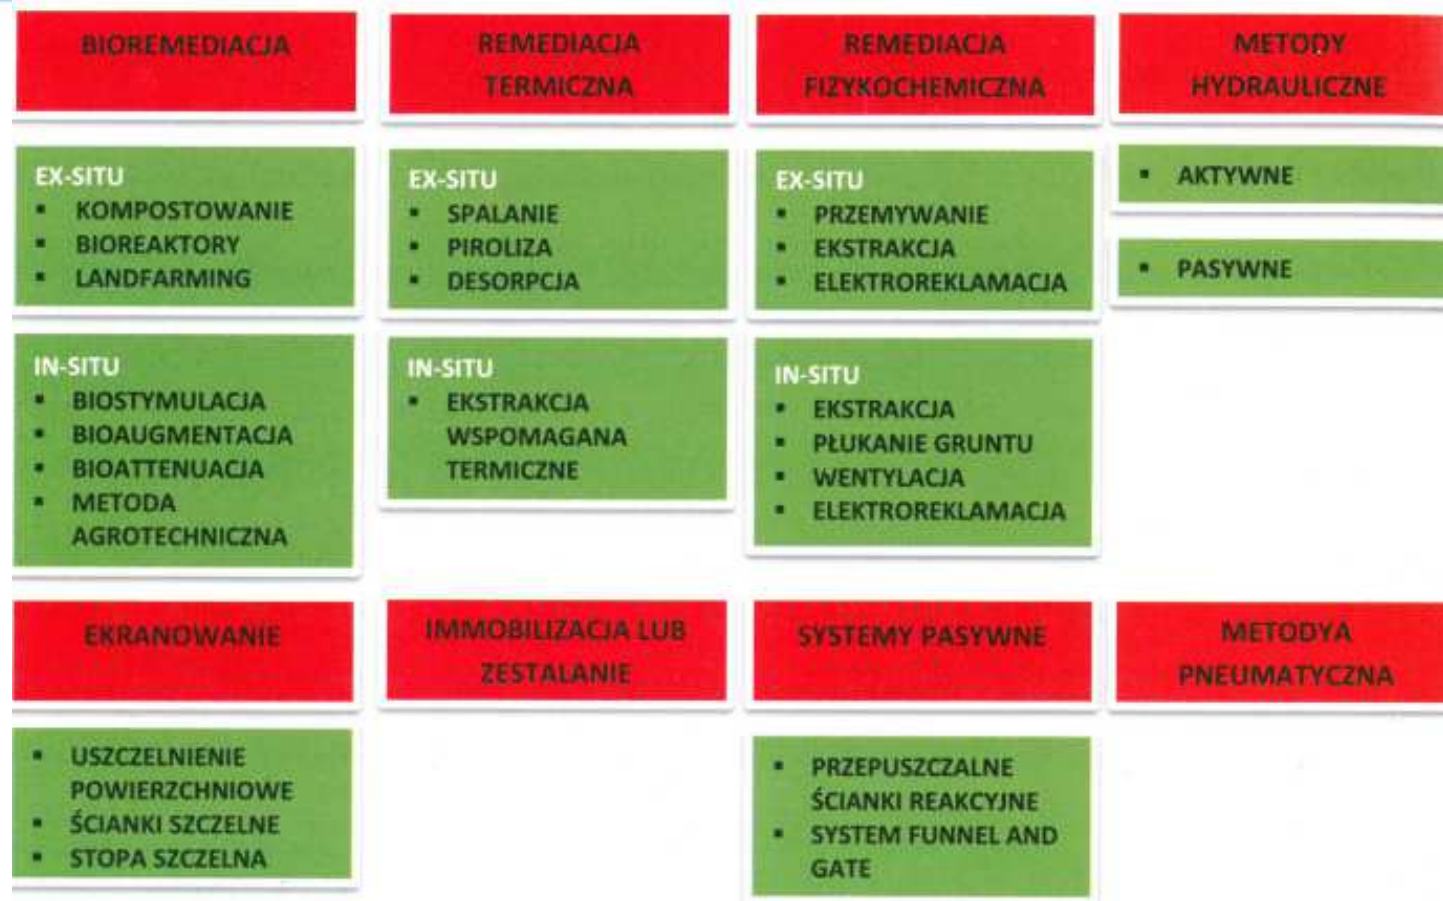 BIOREMEDIACJA
REMEDIACJA
TERMICZNA
REMEDIACJA
FIZYKOCHEMICZNA
METODY
HYDRAULICZNE
EX-SITU
▪ KOMPOSTOWANIE
▪ BIOREAKTORY
▪ LANDFARMING
EX-SITU
▪ SPALANIE
▪ PIROLIZA
▪ DESORPCJA
EX-SITU
▪ PRZEMYWANIE
▪ EKSTRAKCJA
▪ ELEKTROREKLAMACJA
▪ AKTYWNE
▪ PASYWNE
IN-SITU
▪ BIOSTYMULACJA
▪ BIOAUGMENTACJA
▪ BIOATTENUACJA
▪ METODA
AGROTECHNICZNA
IN-SITU
▪ EKSTRAKCJA
WSPOMAGANA
TERMICZNE
IN-SITU
▪ EKSTRAKCJA
▪ PŁUKANIE GRUNTU
▪ WENTYLACJA
▪ ELEKTROREKLAMACJA
EKRANOWANIE
IMMOBILIZACJA LUB
ZESTALANIE
SYSTEMY PASYWNE
METODYA
PNEUMATYCZNA
▪ USZCZELNIENIE
POWIERZCHNIOWE
▪ ŚCIANKI SZCZELNE
▪ STOPA SZCZELNA
▪ PRZEPUSZCZALNE
ŚCIANKI REAKCYJNE
▪ SYSTEM FUNNEL AND
GATE